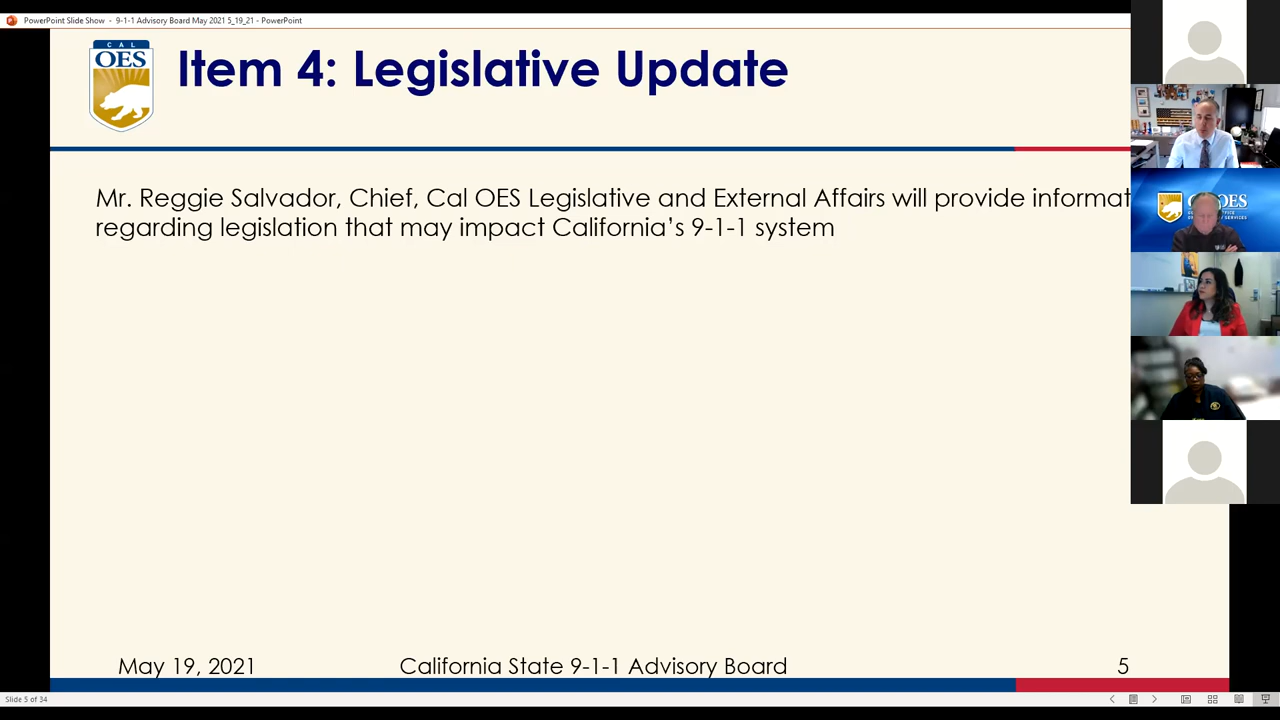 PowerPoint Slide Show - 9-1-1 Advisory Board May 2021 5_19_21 - PowerPoint
CAL
OES
Item 4: Legislative Update
Mr. Reggie Salvador, Chief, Cal OES Legislative and External Affairs will provide informat
regarding legislation that may impact California's 9-1-1 system
May 19, 2021
California State 9-1-1 Advisory Board
5
Slide 5 of 34